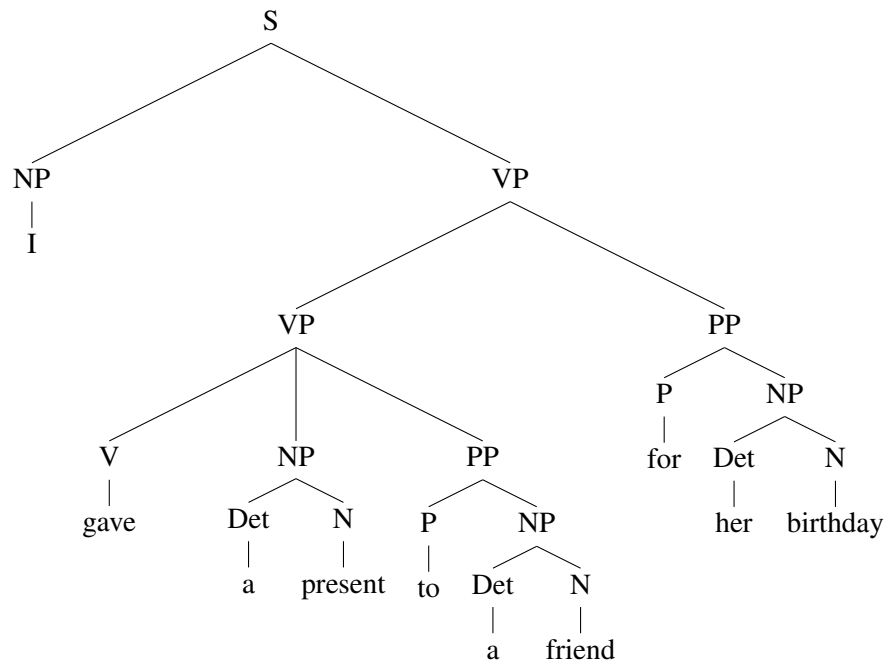 S
NP VP
I
VP PP
P NP
V NP PP for Det N
gave Det N P NP her birthday
a present to Det N
a friend